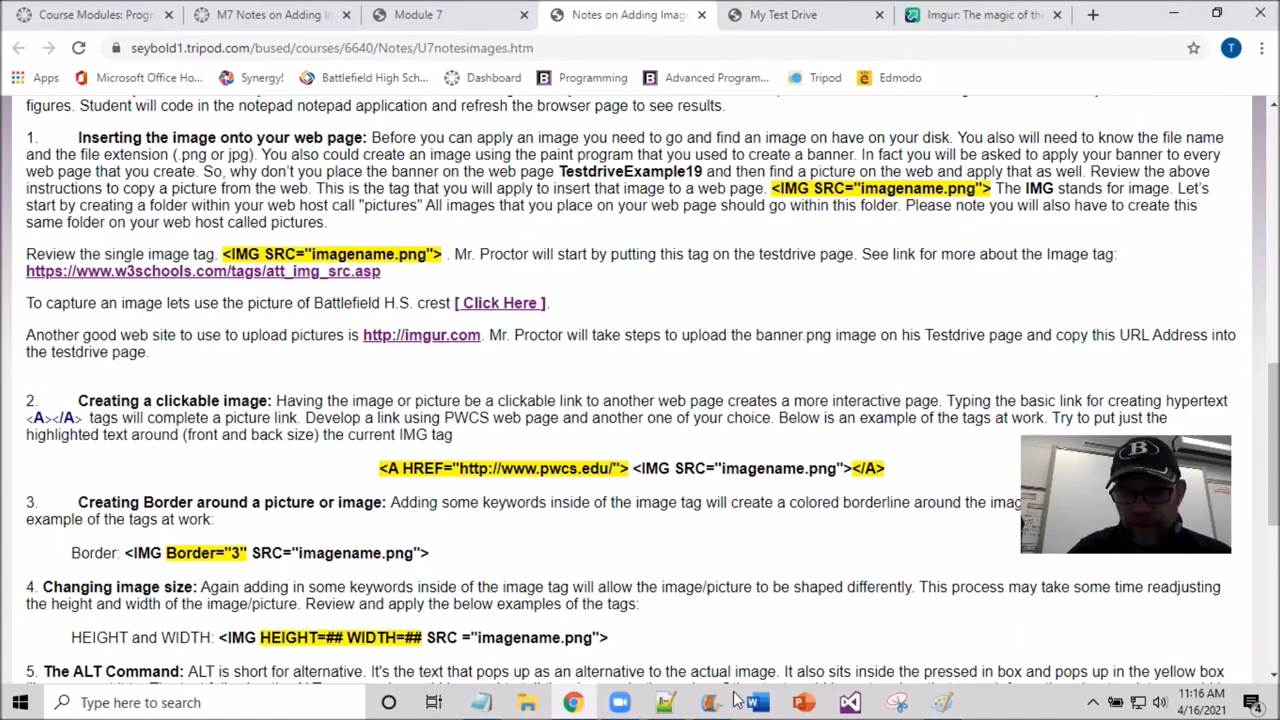 Course Modules: Prog
M7 Notes on Adding In
Module 7
Notes on Adding Imag
My Test Drive
Imgur: The magic of the
seybold1.tripod.com/bused/courses/6640/Notes/U7notesimages.htm
T
Apps
Microsoft Office Ho...
Synergy!
Battlefield High Sch...
Dashboard
Programming
Advanced Program...
Tripod
Edmodo
figures. Student will code in the notepad notepad application and refresh the browser page to see results.
1. Inserting the image onto your web page: Before you can apply an image you need to go and find an image on have on your disk. You also will need to know the file name
and the file extension (.png or jpg). You also could create an image using the paint program that you used to create a banner. In fact you will be asked to apply your banner to every
web page that you create. So, why don't you place the banner on the web page TestdriveExample19 and then find a picture on the web and apply that as well. Review the above
instructions to copy a picture from the web. This is the tag that you will apply to insert that image to a web page. <IMG SRC="imagename.png"> The IMG stands for image. Let's
start by creating a folder within your web host call "pictures" All images that you place on your web page should go within this folder. Please note you will also have to create this
same folder on your web host called pictures.
Review the single image tag. <IMG SRC="imagename.png"> . Mr. Proctor will start by putting this tag on the testdrive page. See link for more about the Image tag:
https://www.w3schools.com/tags/att_img_src.asp
To capture an image lets use the picture of Battlefield H.S. crest [ Click Here ].
Another good web site to use to upload pictures is http://imgur.com. Mr. Proctor will take steps to upload the banner.png image on his Testdrive page and copy this URL Address into
the testdrive page.
2. Creating a clickable image: Having the image or picture be a clickable link to another web page creates a more interactive page. Typing the basic link for creating hypertext
<A></A> tags will complete a picture link. Develop a link using PWCS web page and another one of your choice. Below is an example of the tags at work. Try to put just the
highlighted text around (front and back size) the current IMG tag
<A HREF="http://www.pwcs.edu/"> <IMG SRC="imagename.png"></A>
3. Creating Border around a picture or image: Adding some keywords inside of the image tag will create a colored borderline around the imag
example of the tags at work:
Border: <IMG Border="3" SRC="imagename.png">
B
4. Changing image size: Again adding in some keywords inside of the image tag will allow the image/picture to be shaped differently. This process may take some time readjusting
the height and width of the image/picture. Review and apply the below examples of the tags:
HEIGHT and WIDTH: <IMG HEIGHT=## WIDTH=## SRC ="imagename.png">
5. The ALT Command: ALT is short for alternative. It's the text that pops up as an alternative to the actual image. It also sits inside the pressed in box and pops up in the yellow box
Type here to search
11:16 AM
4/16/2021
4